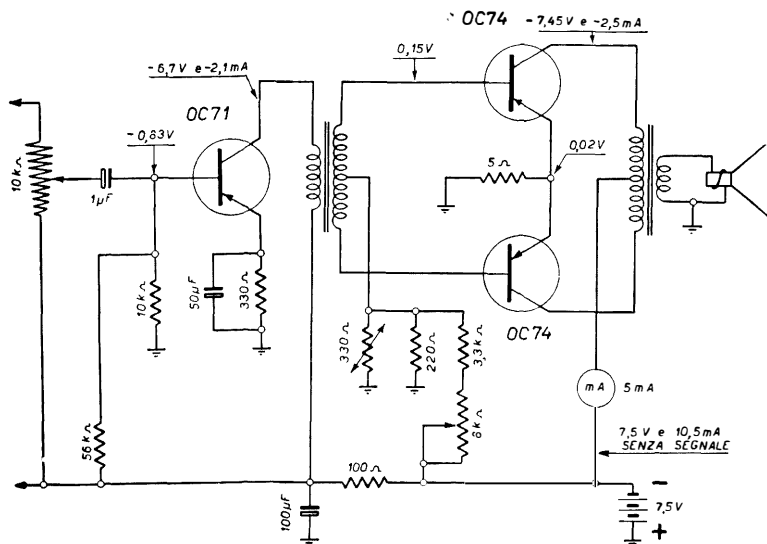 OC74
-7,45V e -2,5mA
0,15V
-6,7V e -2,1mA
OC71
-0,83V
10kΩ
1µF
5Ω
0,02V
50µF
330Ω
10kΩ
OC74
330Ω
220Ω
3,3kΩ
mA
5mA
6kΩ
7,5 V e 10,5mA
SENZA SEGNALE
56kΩ
100Ω
100µF
-
7,5V
+